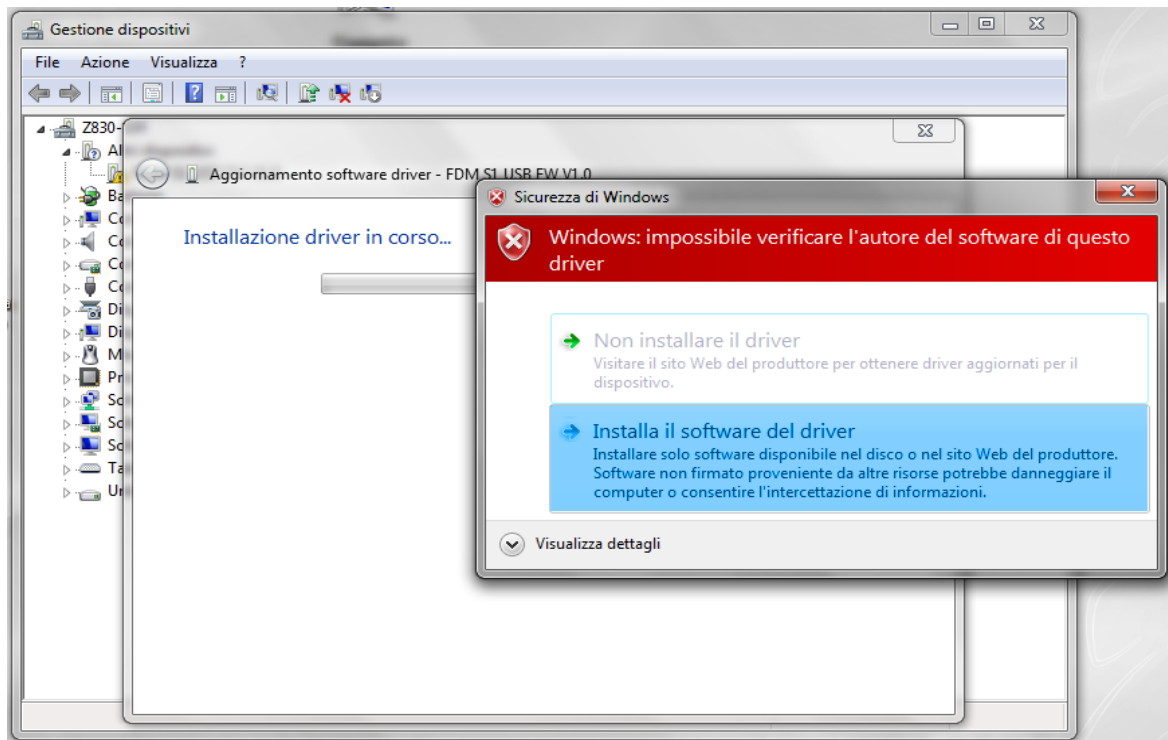 Gestione dispositivi
File Azione Visualizza ?
Z830-
Aggiornamento software driver - FDM S1 USB FW V1.0
Installazione driver in corso...
Sicurezza di Windows
Windows: impossibile verificare l'autore del software di questo
driver
Non installare il driver
Visitare il sito Web del produttore per ottenere driver aggiornati per il
dispositivo.
Installa il software del driver
Installare solo software disponibile nel disco o nel sito Web del produttore.
Software non firmato proveniente da altre risorse potrebbe danneggiare il
computer o consentire l'intercettazione di informazioni.
Visualizza dettagli